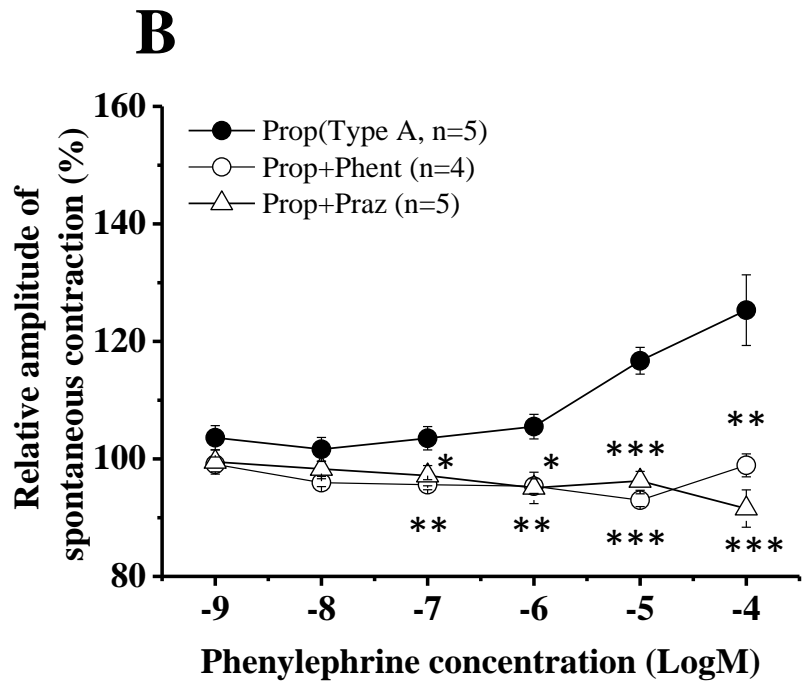 B
160
140
120
100
80
Prop(Type A, n=5)
Prop+Phent (n=4)
Prop+Praz (n=5)
Relative amplitude of
spontaneous contraction (%)
**
***
*
*
**
**
***
***
-9
-8
-7
-6
-5
-4
Phenylephrine concentration (LogM)